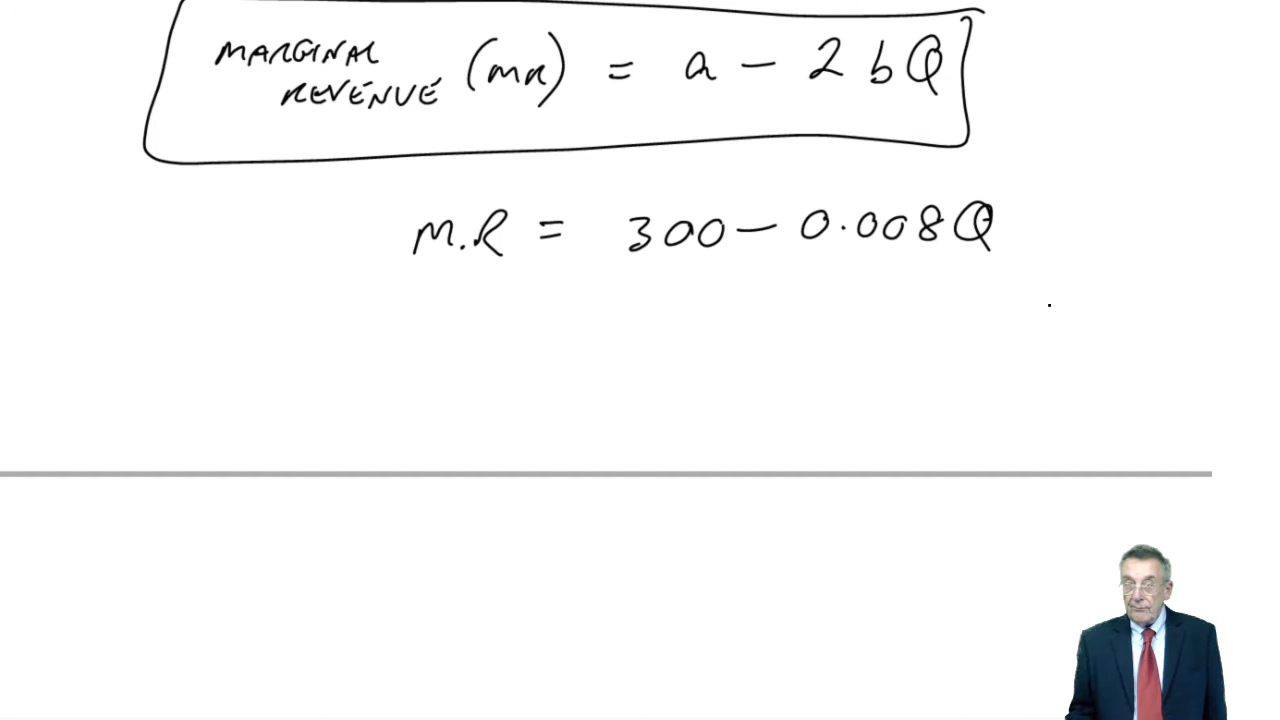 MARGINAL
REVENUE (MR) = a - 2bQ
M.R = 300 - 0.008Q